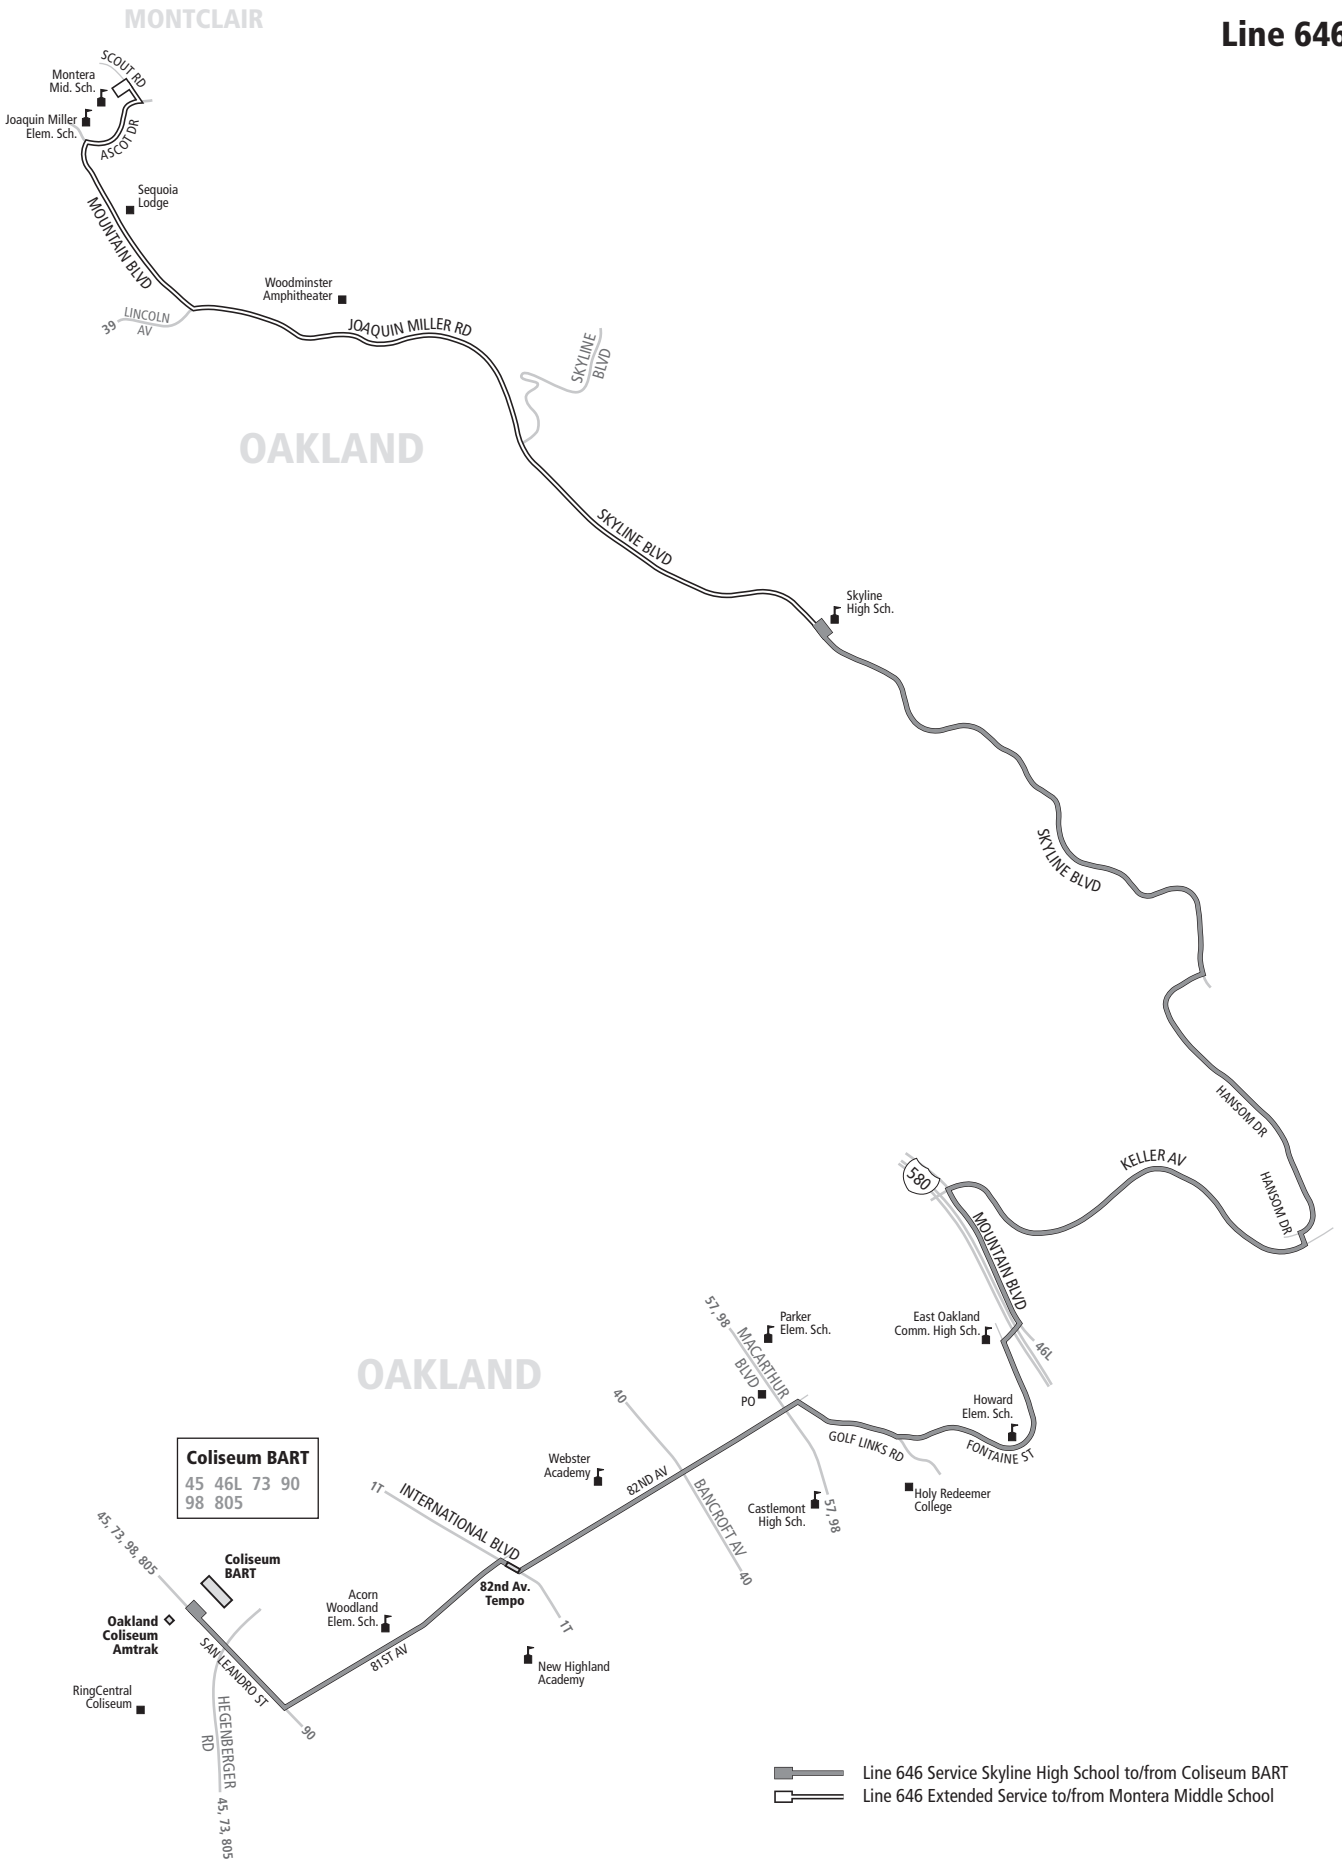 MONTCLAIR
Line 646
SCOUT RD
Montera
Mid. Sch.
Joaquin Miller
Elem. Sch.
ASCOT DR
Sequoia
Lodge
MOUNTAIN BLVD
Woodminster
Amphitheater
LINCOLN
AV
39
JOAQUIN MILLER RD
SKYLINE
BLVD
OAKLAND
SKYLINE BLVD
Skyline
High Sch.
SKYLINE BLVD
HANSOM DR
KELLER AV
HANSOM DR
580
MOUNTAIN BLVD
57, 98
MACARTHUR
BLVD
Parker
Elem. Sch.
East Oakland
Comm. High Sch.
46L
OAKLAND
PO
40
Howard
Elem. Sch.
GOLF LINKS RD
FONTAINE ST
Coliseum BART
45 46L 73 90
98 805
Webster
Academy
82ND AV
BANCROFT AV
40
Castlemont
High Sch.
57, 98
Holy Redeemer
College
1T
INTERNATIONAL BLVD
45, 73, 98, 805
Coliseum
BART
82nd Av.
Tempo
1T
Acorn
Woodland
Elem. Sch.
Oakland
Coliseum
Amtrak
SAN LEANDRO ST
81ST AV
New Highland
Academy
RingCentral
Coliseum
HEGENBERGER
RD
90
45, 73, 805
Line 646 Service Skyline High School to/from Coliseum BART
Line 646 Extended Service to/from Montera Middle School